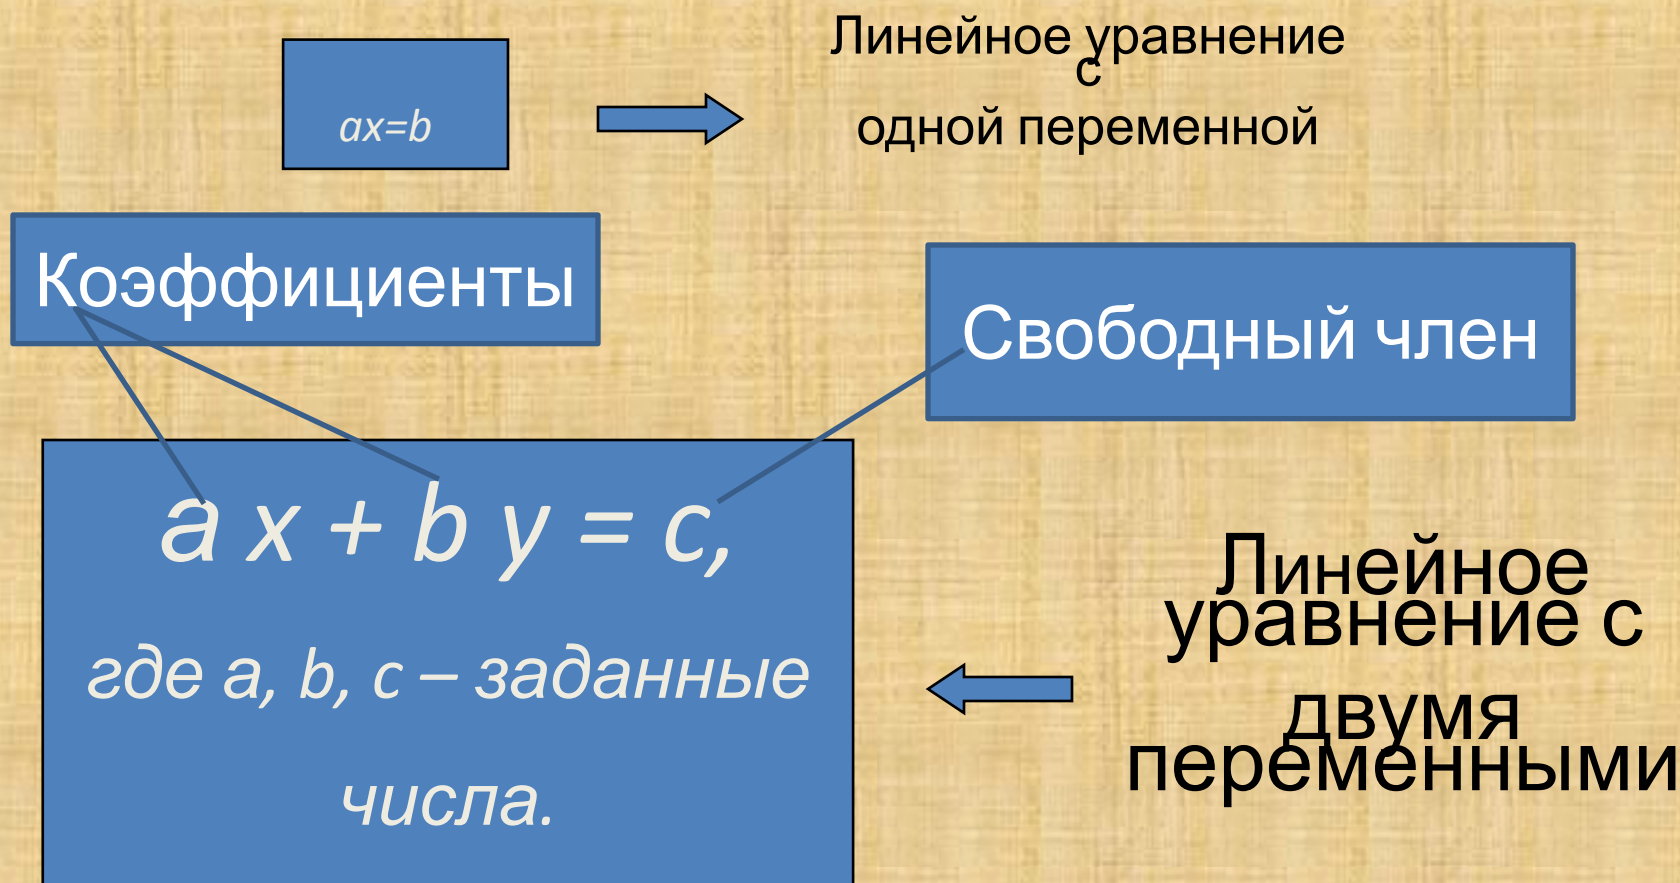 ax=b
Линейное уравнение
с
одной переменной
Коэффициенты
Свободный член
a x + b y = c,
где a, b, c – заданные
числа.
Линейное
уравнение с
двумя
переменными